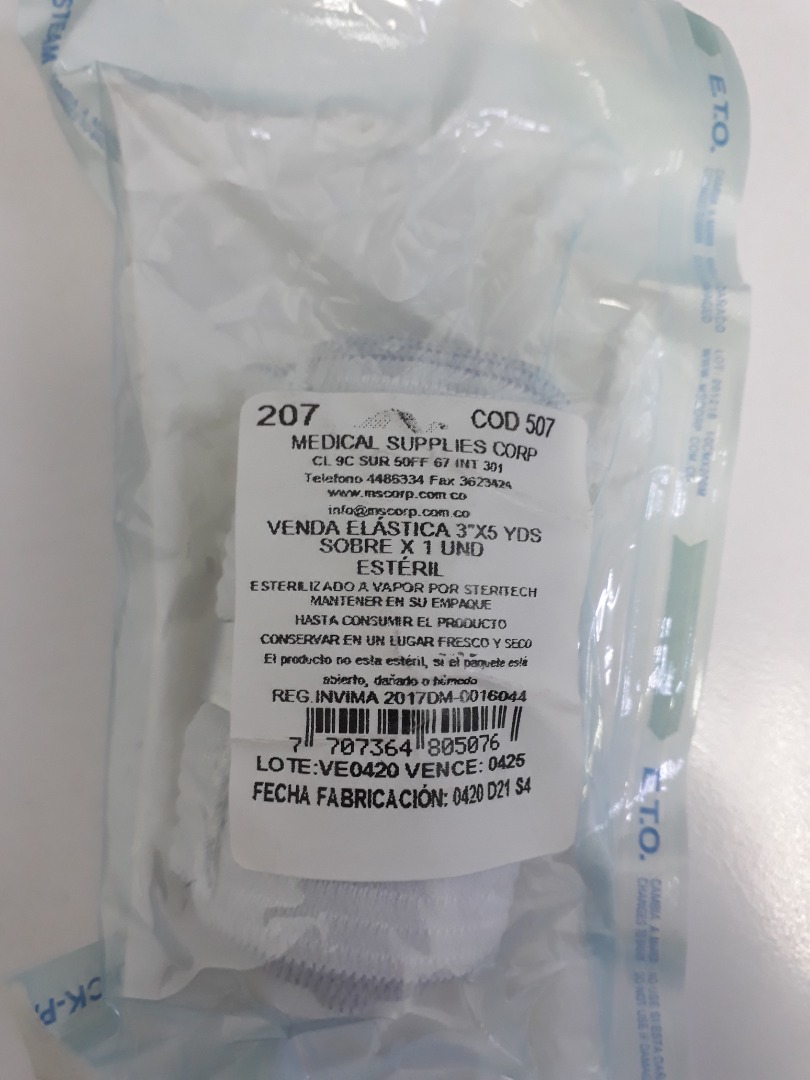 STEAM
E.T.O.
207 COD 507
MEDICAL SUPPLIES CORP
CL 9C SUR 50FF 67 INT 301
Telefono 4486334 Fax 3623424
www.mscorp.com co
info@mscorp.com.co
VENDA ELÁSTICA 3"X5 YDS
SOBRE X 1 UND
ESTÉRIL
ESTERILIZADO A VAPOR POR STERITECH
MANTENER EN SU EMPAQUE
HASTA CONSUMIR EL PRODUCTO
CONSERVAR EN UN LUGAR FRESCO Y SECO
El producto no esta estéril, si el paquete está
abierto, dañado o húmedo
REG.INVIMA 2017DM-0016044
7 707364 805076
LOTE:VE0420 VENCE: 0425
FECHA FABRICACIÓN: 0420 D21 S4
E.T.O.
CK-P